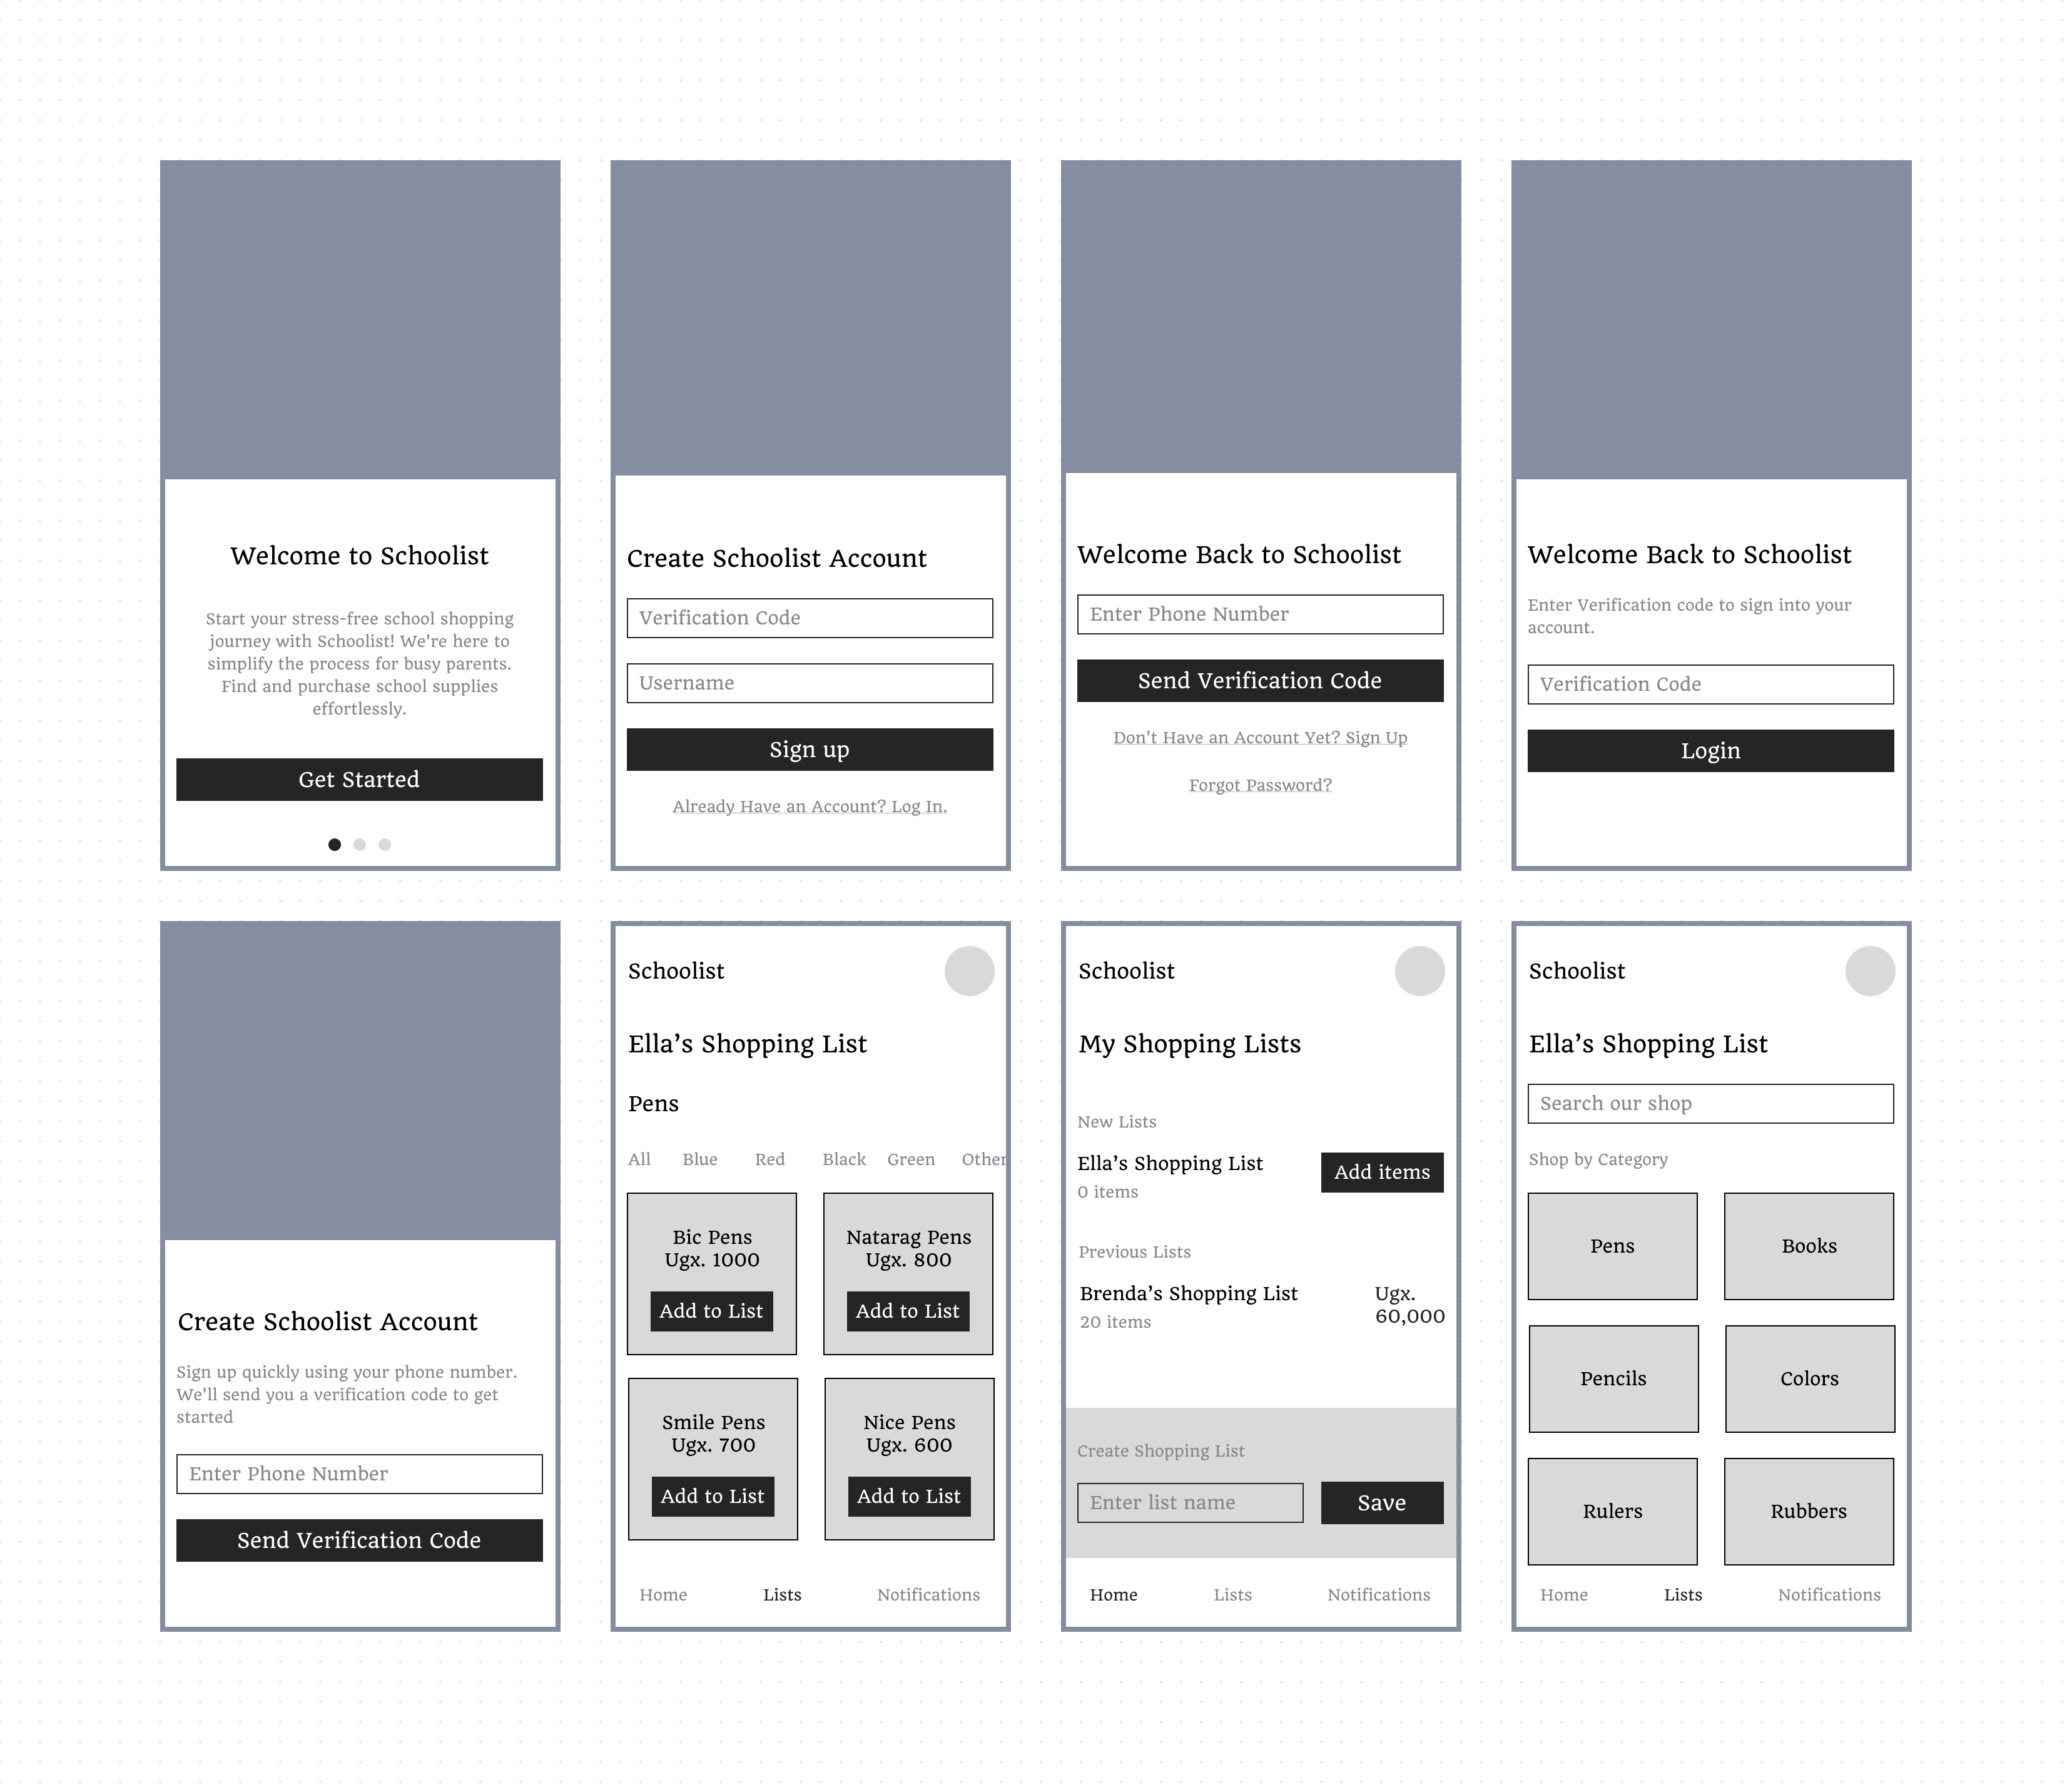 Welcome to Schoolist
Start your stress-free school shopping
journey with Schoolist! We're here to
simplify the process for busy parents.
Find and purchase school supplies
effortlessly.
Get Started
Create Schoolist Account
Verification Code
Username
Sign up
Already Have an Account? Log In.
Welcome Back to Schoolist
Enter Phone Number
Send Verification Code
Don't Have an Account Yet? Sign Up
Forgot Password?
Welcome Back to Schoolist
Enter Verification code to sign into your
account.
Verification Code
Login
Create Schoolist Account
Sign up quickly using your phone number.
We'll send you a verification code to get
started
Enter Phone Number
Send Verification Code
Schoolist
Ella’s Shopping List
Pens
All Blue Red Black Green Other
Bic Pens
Ugx. 1000
Add to List
Natarag Pens
Ugx. 800
Add to List
Smile Pens
Ugx. 700
Add to List
Nice Pens
Ugx. 600
Add to List
Home Lists Notifications
Schoolist
My Shopping Lists
New Lists
Ella’s Shopping List
0 items
Add items
Previous Lists
Brenda’s Shopping List
20 items
Ugx.
60,000
Create Shopping List
Enter list name
Save
Home Lists Notifications
Schoolist
Ella’s Shopping List
Search our shop
Shop by Category
Pens
Books
Pencils
Colors
Rulers
Rubbers
Home Lists Notifications